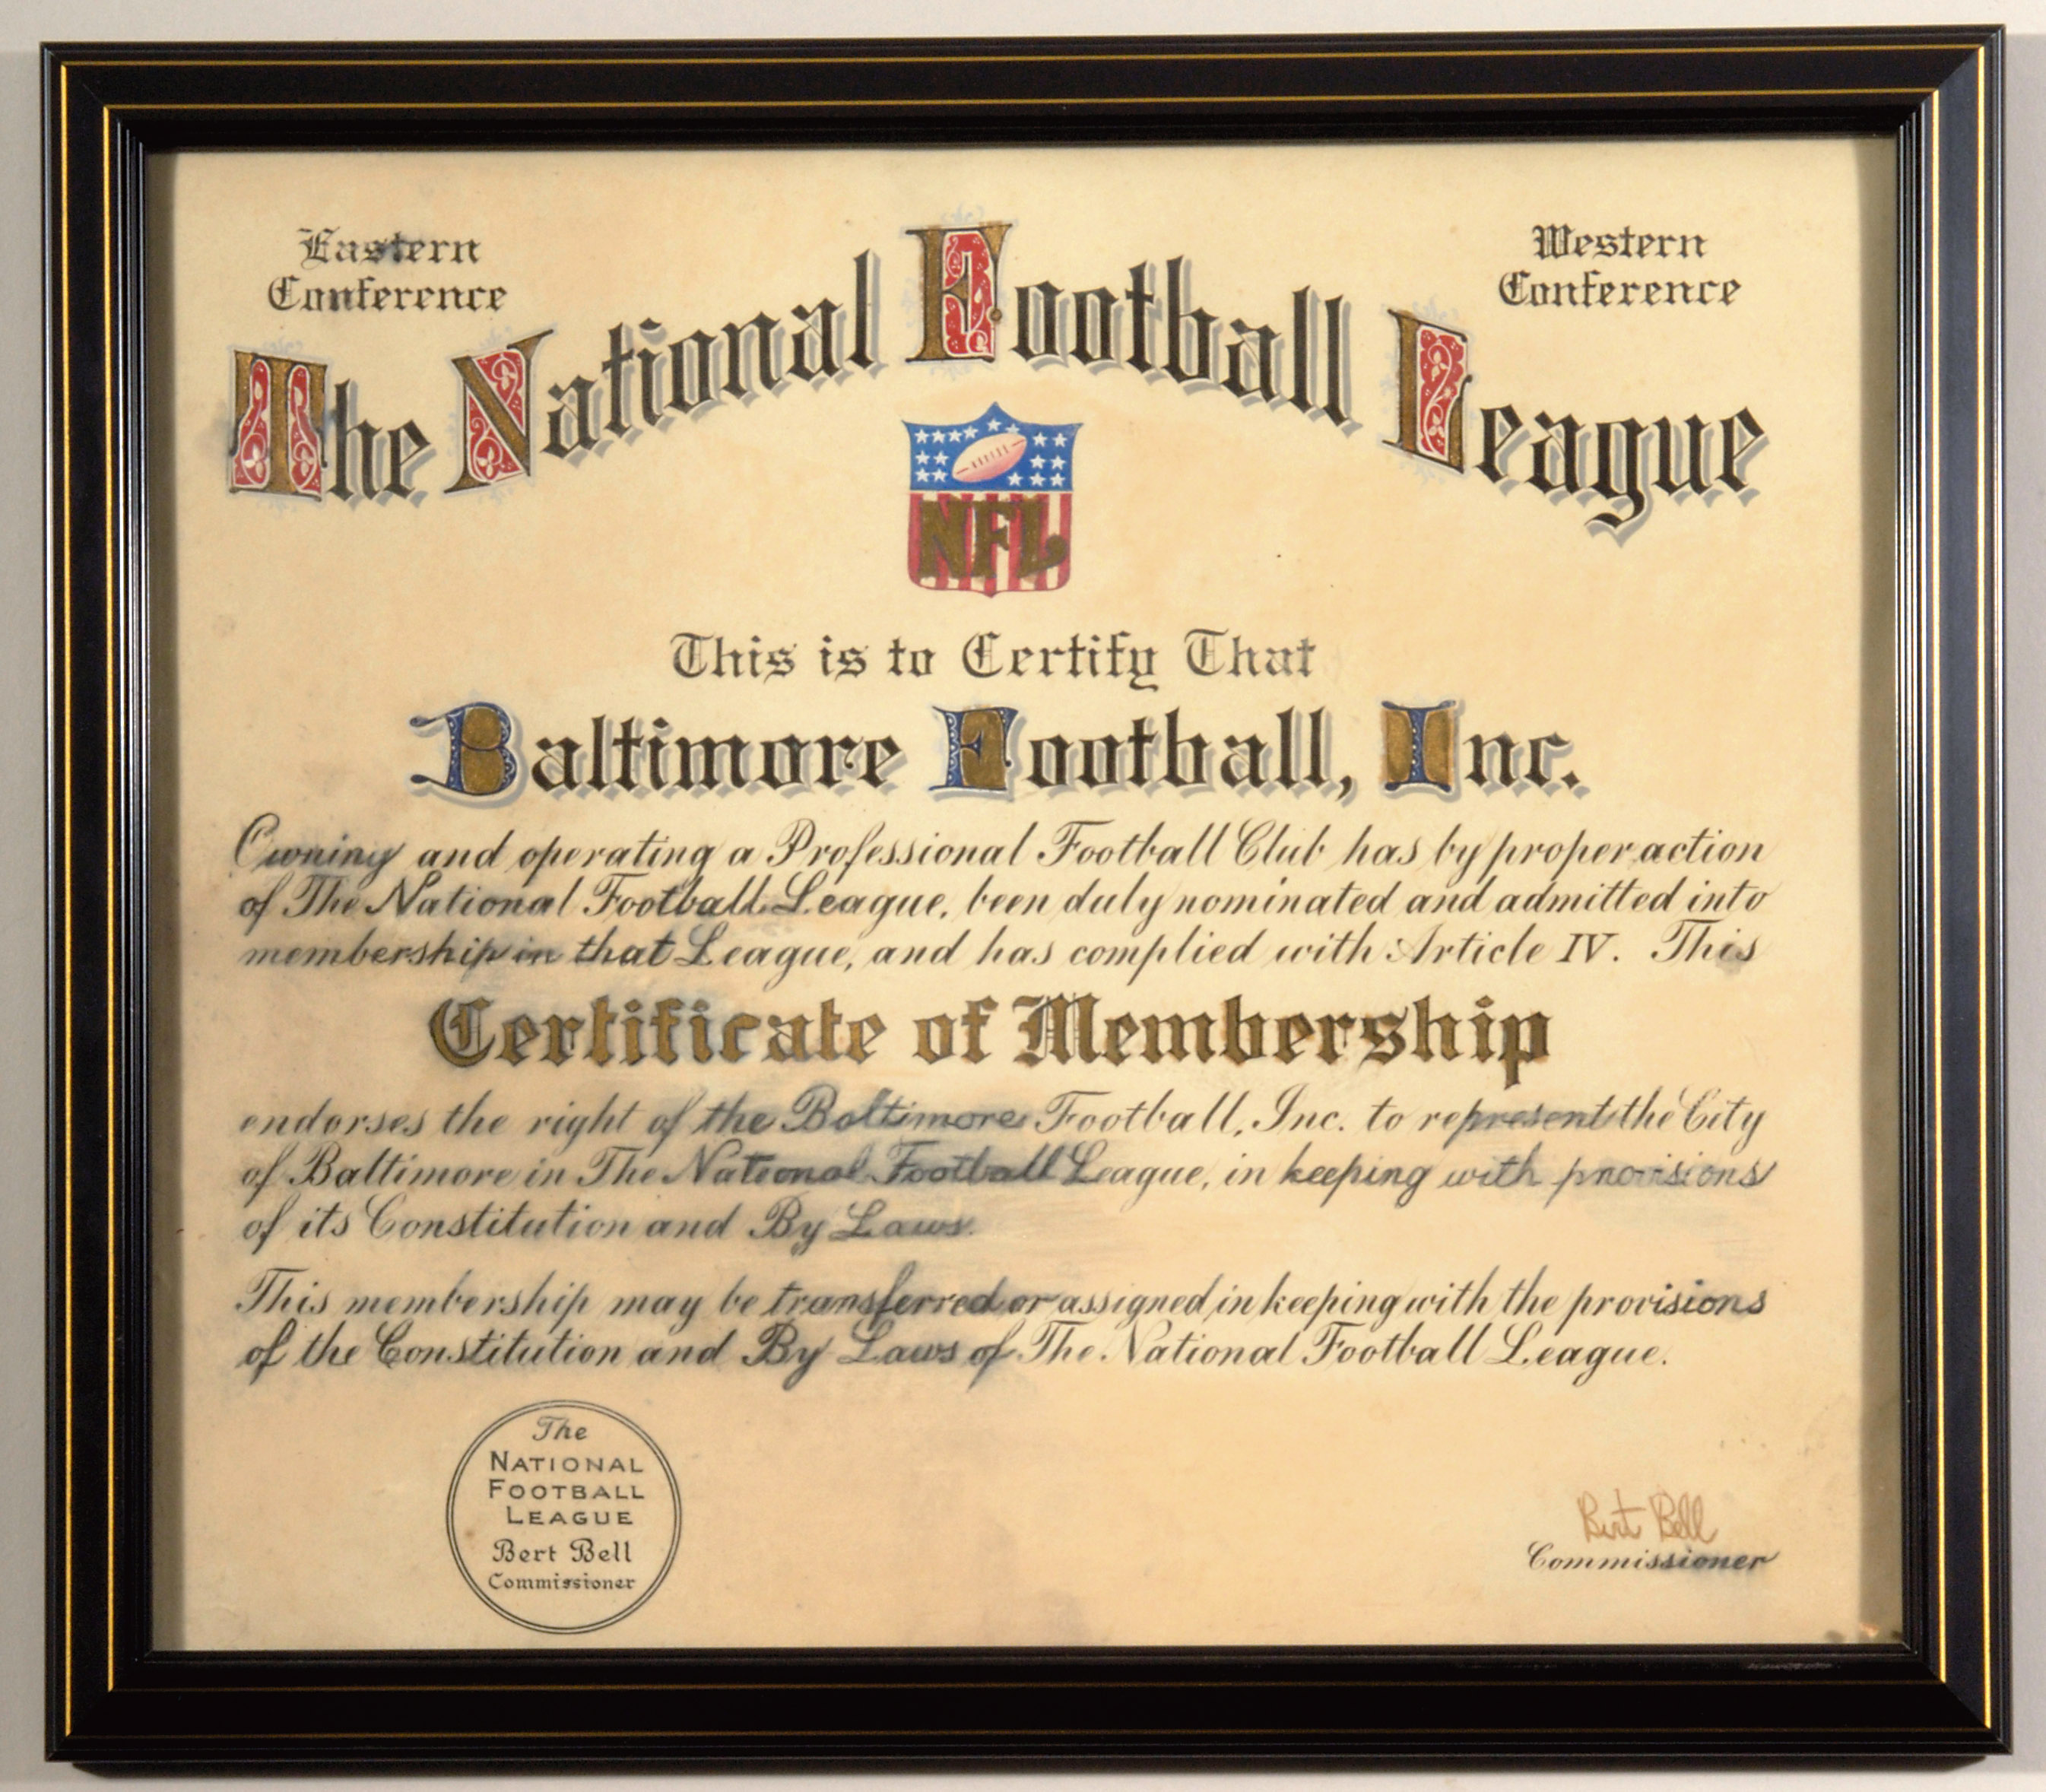 Eastern
Conference
Western
Conference
The National Football League
NFL
This is to Certify That
Baltimore Football, Inc.
Owning and operating a Professional Football Club has by proper action
of The National Football League, been duly nominated and admitted into
membership in that League, and has complied with Article IV. This
Certificate of Membership
endorses the right of the Baltimore Football, Inc. to represent the City
of Baltimore in The National Football League, in keeping with provisions
of its Constitution and By Laws.
This membership may be transferred or assigned in keeping with the provisions
of the Constitution and By Laws of The National Football League.
The
NATIONAL
FOOTBALL
LEAGUE
Bert Bell
Commissioner
Bert Bell
Commissioner